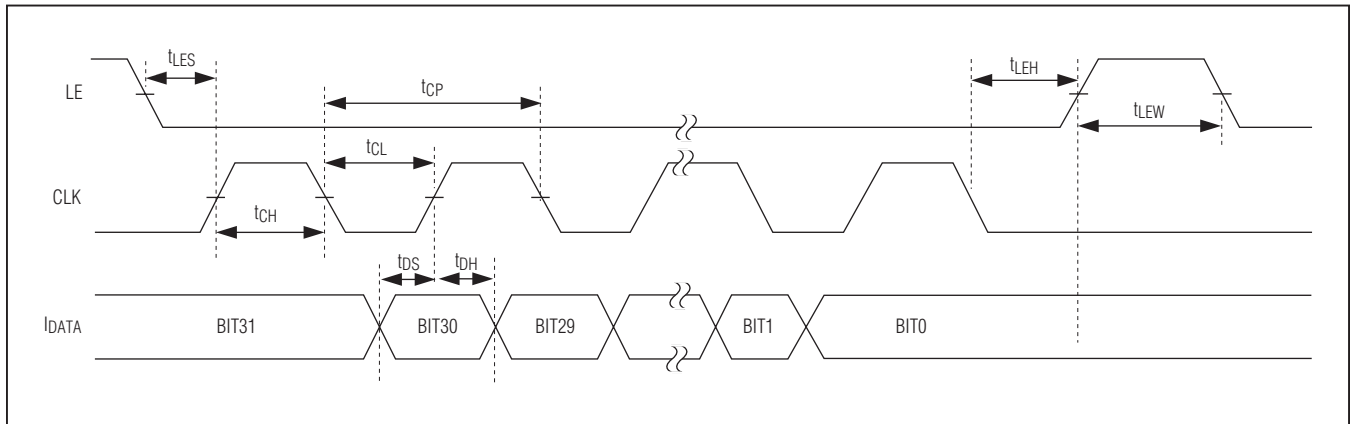 tLES
tLEH
LE
tCP
tLEW
tCL
CLK
tCH
tDS
tDH
IDATA
BIT31
BIT30
BIT29
BIT1
BIT0